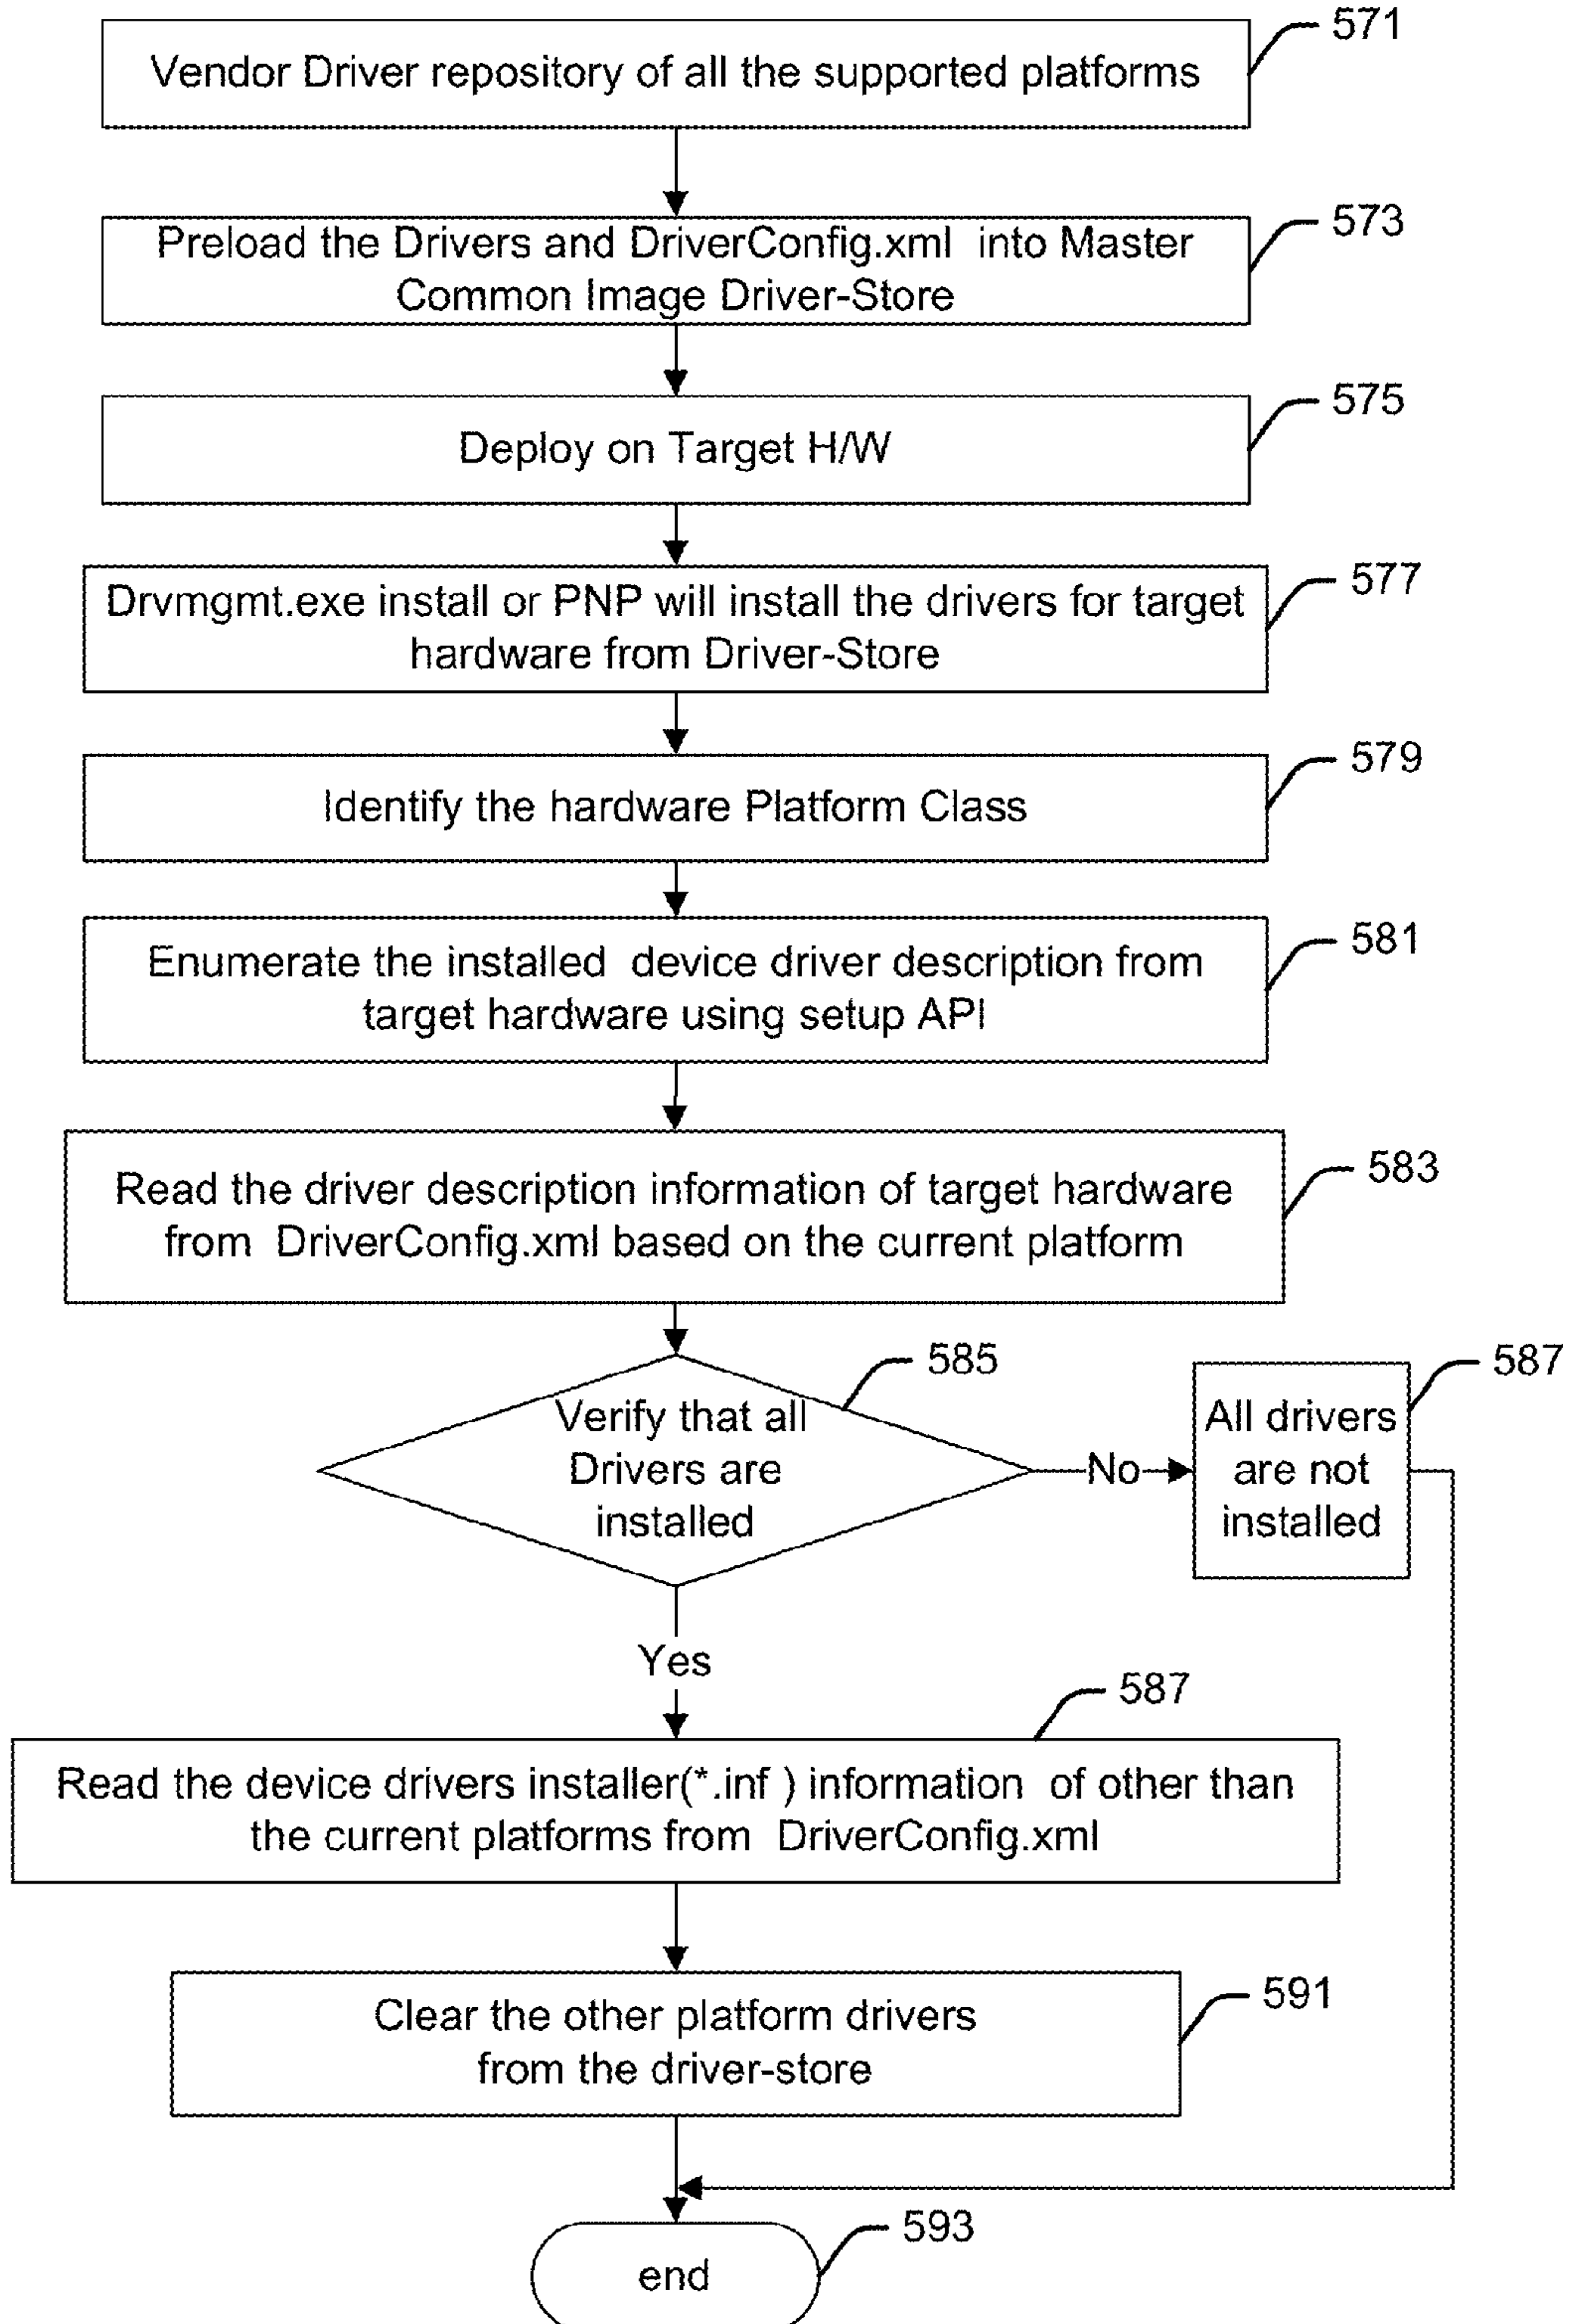 571
Vendor Driver repository of all the supported platforms
573
Preload the Drivers and DriverConfig.xml into Master
Common Image Driver-Store
575
Deploy on Target H/W
577
Drvmgmt.exe install or PNP will install the drivers for target
hardware from Driver-Store
579
Identify the hardware Platform Class
581
Enumerate the installed device driver description from
target hardware using setup API
583
Read the driver description information of target hardware
from DriverConfig.xml based on the current platform
585
Verify that all
Drivers are
installed
No
587
All drivers
are not
installed
Yes
587
Read the device drivers installer(*.inf ) information of other than
the current platforms from DriverConfig.xml
591
Clear the other platform drivers
from the driver-store
593
end